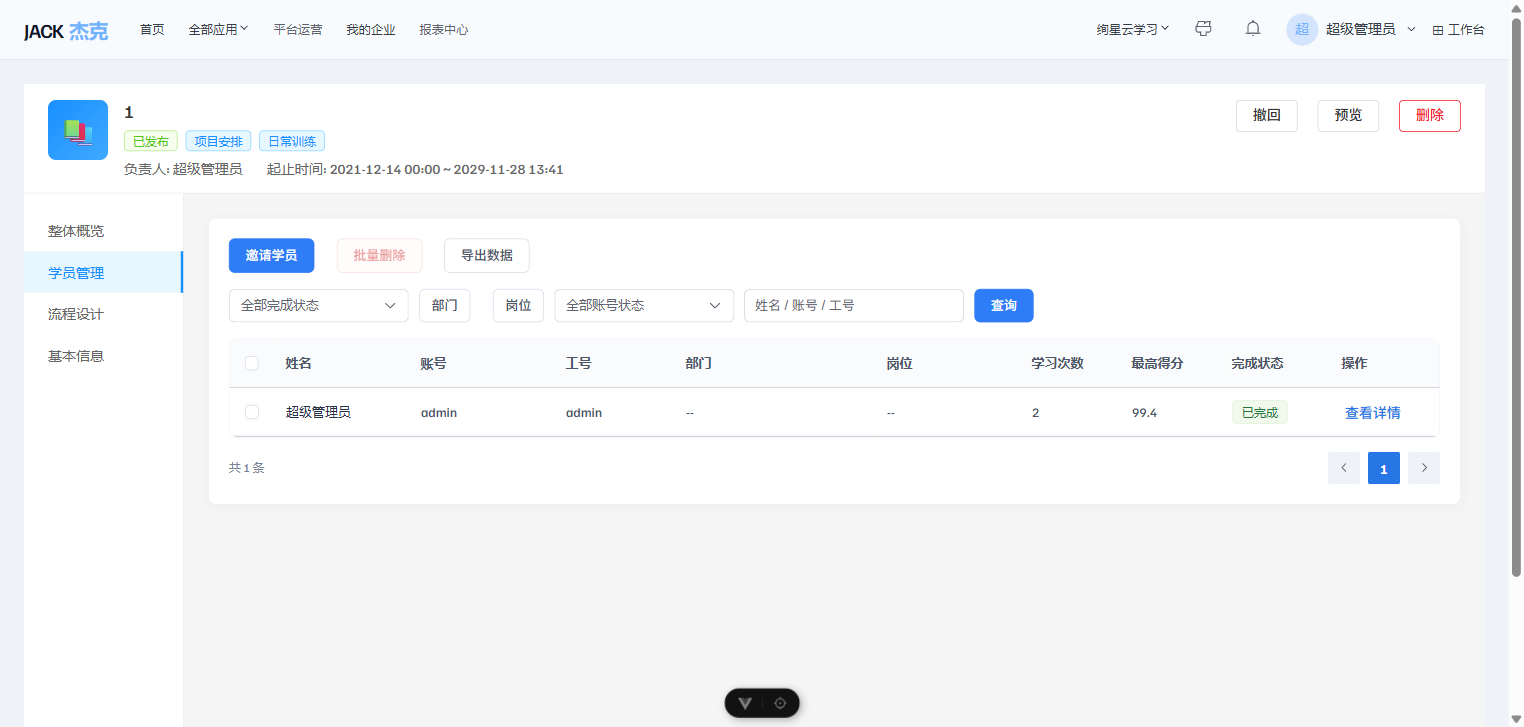 JACK 杰克 首页 全部应用 平台运营 我的企业 报表中心 绚星云学习 超 超级管理员 工作台
1
撤回 预览 删除
已发布 项目安排 日常训练
负责人: 超级管理员 起止时间: 2021-12-14 00:00 ~ 2029-11-28 13:41
整体概览
学员管理
流程设计
基本信息
邀请学员 批量删除 导出数据
全部完成状态 部门 岗位 全部账号状态 姓名 / 账号 / 工号 查询
姓名 账号 工号 部门 岗位 学习次数 最高得分 完成状态 操作
超级管理员 admin admin -- -- 2 99.4 已完成 查看详情
共 1 条 1